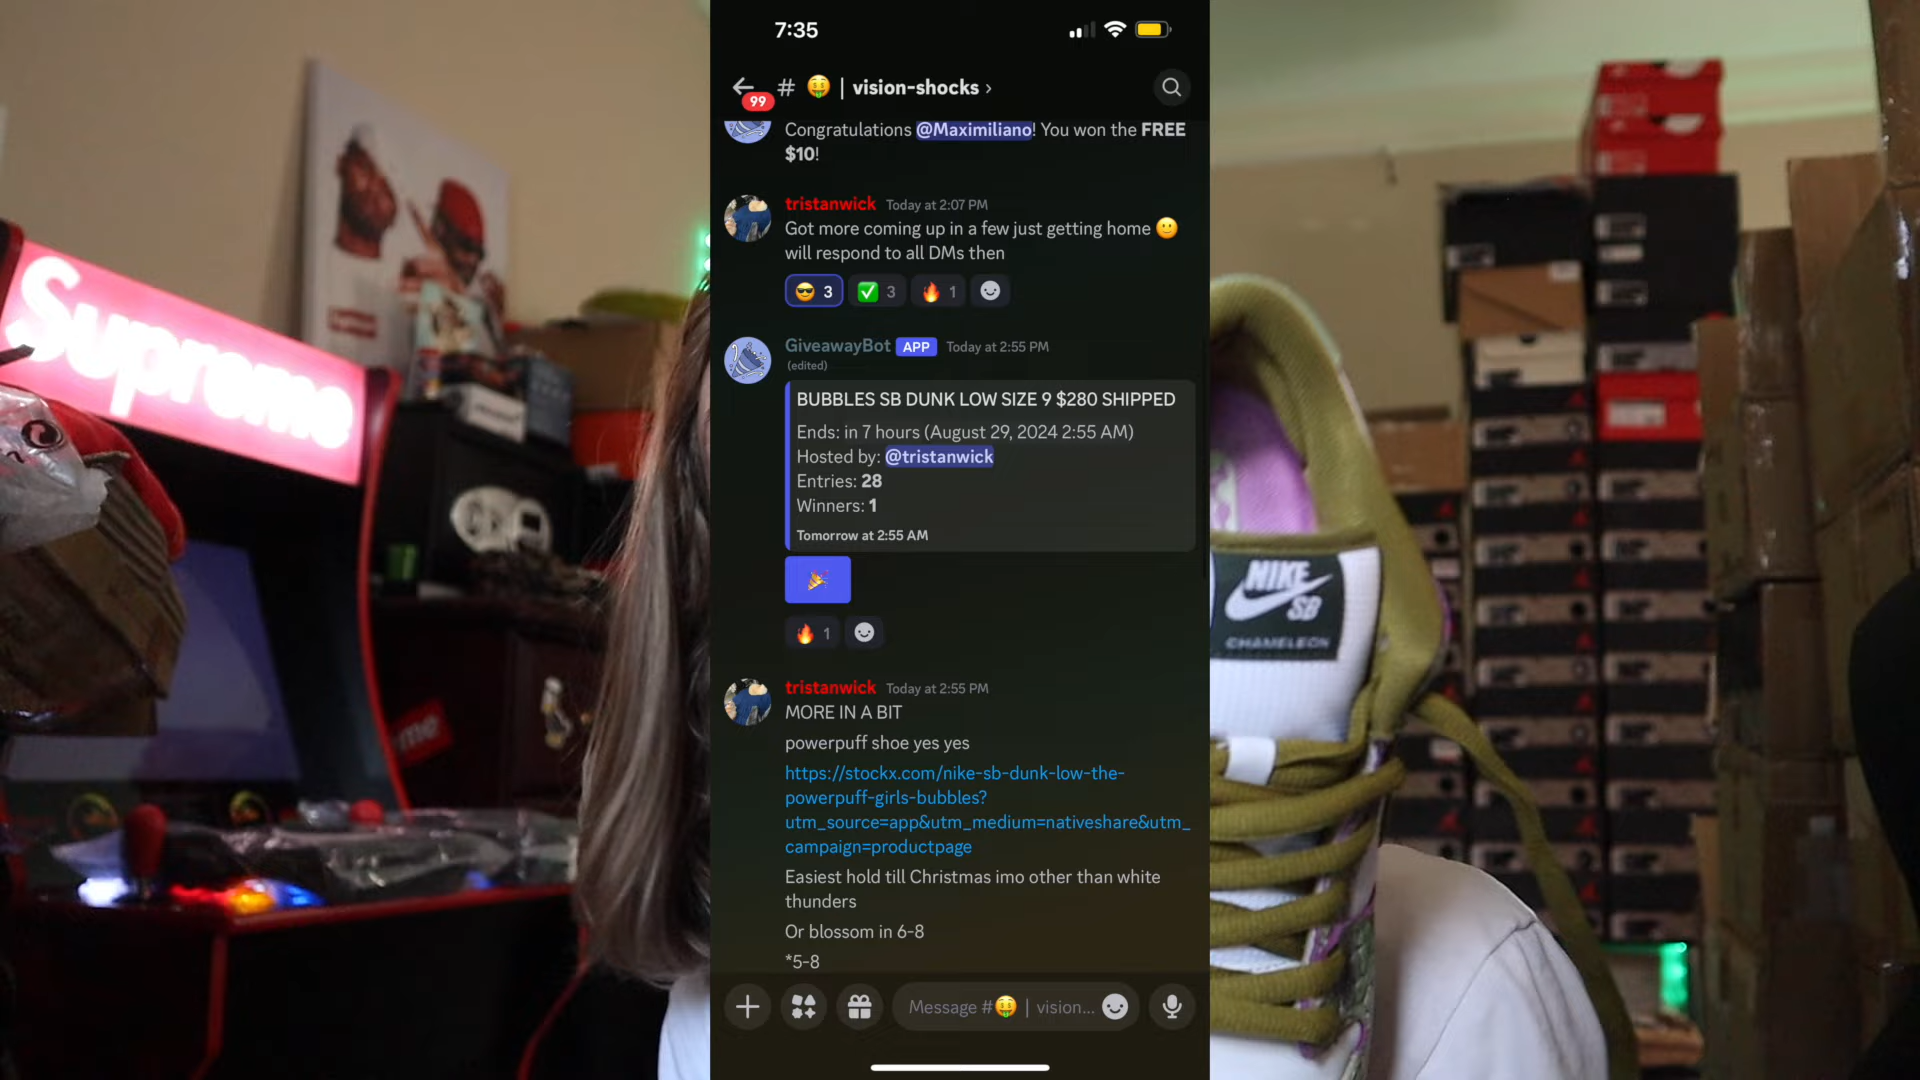 7:35
99
# 🤑 | vision-shocks ›
Congratulations @Maximiliano! You won the FREE
$10!
tristanwick Today at 2:07 PM
Got more coming up in a few just getting home 🙂
will respond to all DMs then
😎 3 ✅ 3 🔥 1
GiveawayBot APP Today at 2:55 PM
(edited)
BUBBLES SB DUNK LOW SIZE 9 $280 SHIPPED
Ends: in 7 hours (August 29, 2024 2:55 AM)
Hosted by: @tristanwick
Entries: 28
Winners: 1
Tomorrow at 2:55 AM
🎉
🔥 1
tristanwick Today at 2:55 PM
MORE IN A BIT
powerpuff shoe yes yes
https://stockx.com/nike-sb-dunk-low-the-
powerpuff-girls-bubbles?
utm_source=app&utm_medium=nativeshare&utm_
campaign=productpage
Easiest hold till Christmas imo other than white
thunders
Or blossom in 6-8
*5-8
Message #🤑 | vision...
Supreme
NIKE
SB
CHAMELEON